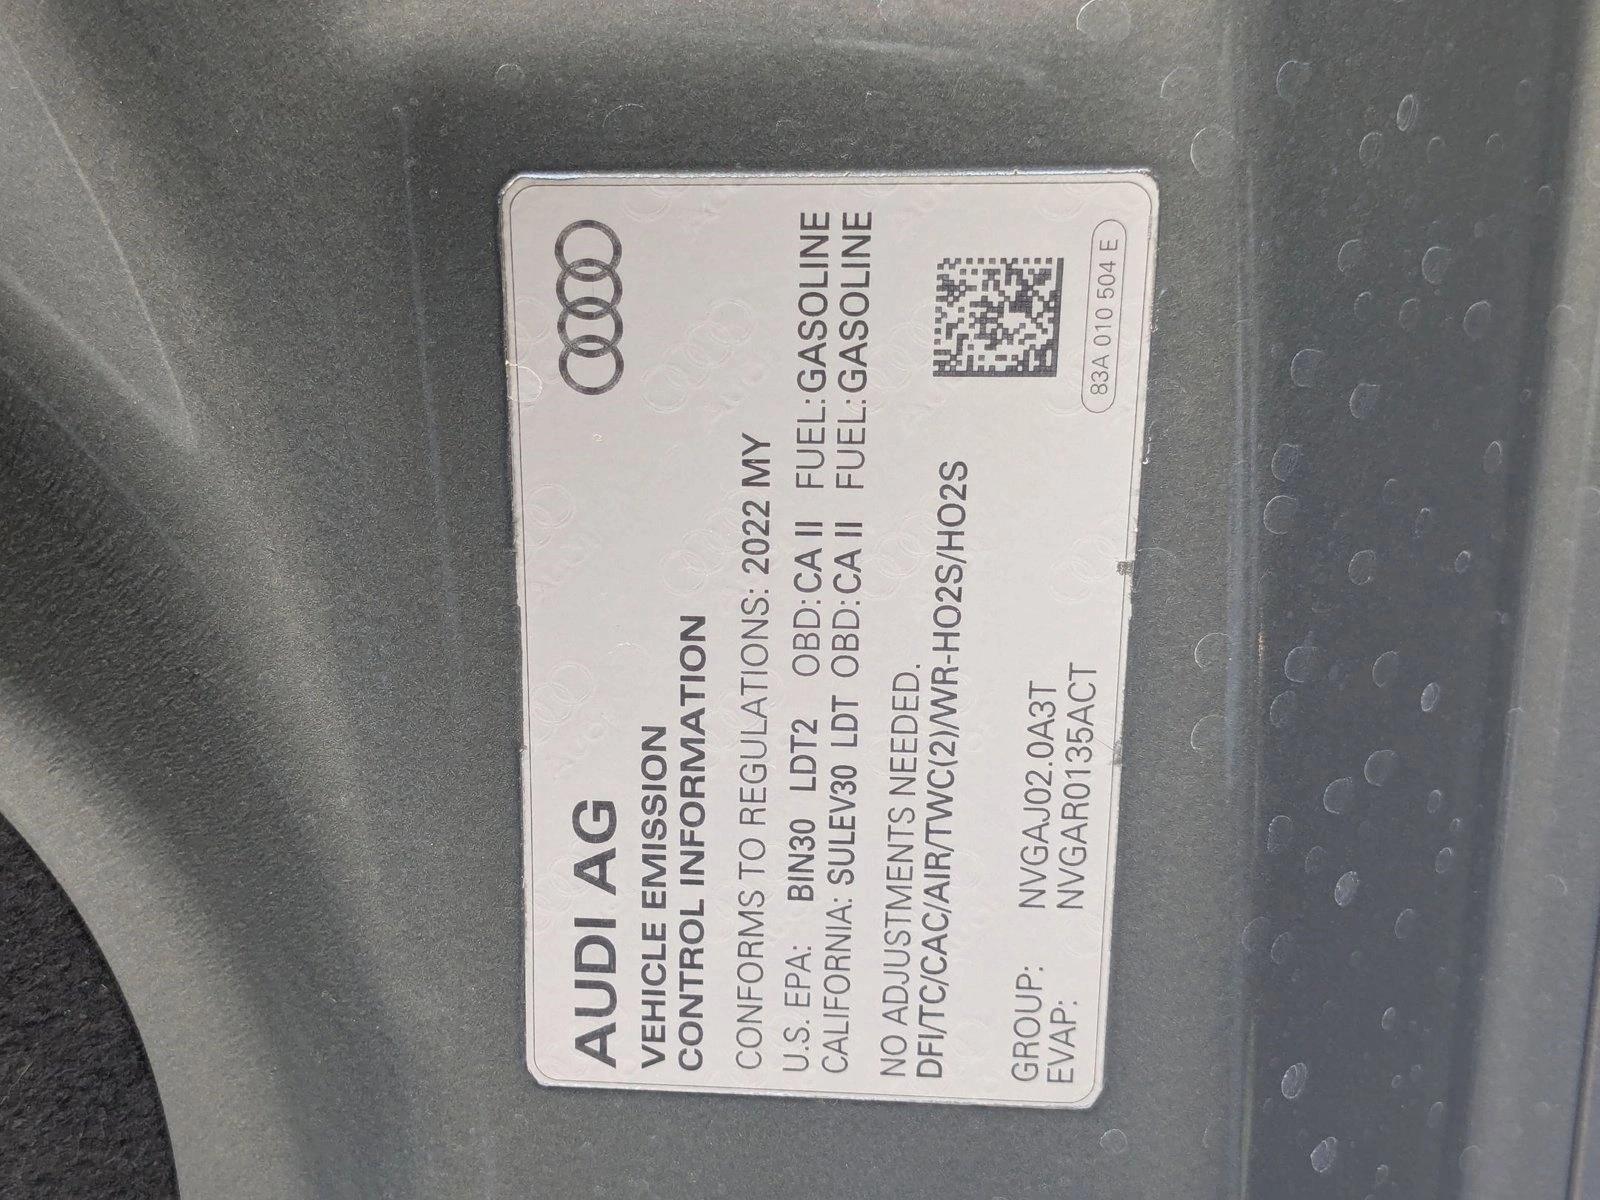 AUDI AG
VEHICLE EMISSION
CONTROL INFORMATION
CONFORMS TO REGULATIONS: 2022 MY
U.S. EPA: BIN30 LDT2 OBD:CA II FUEL:GASOLINE
CALIFORNIA: SULEV30 LDT OBD:CA II FUEL:GASOLINE
NO ADJUSTMENTS NEEDED.
DFI/TC/CAC/AIR/TWC(2)/WR-HO2S/HO2S
GROUP: NVGAJ02.0A3T
EVAP: NVGAR0135ACT
83A 010 504 E